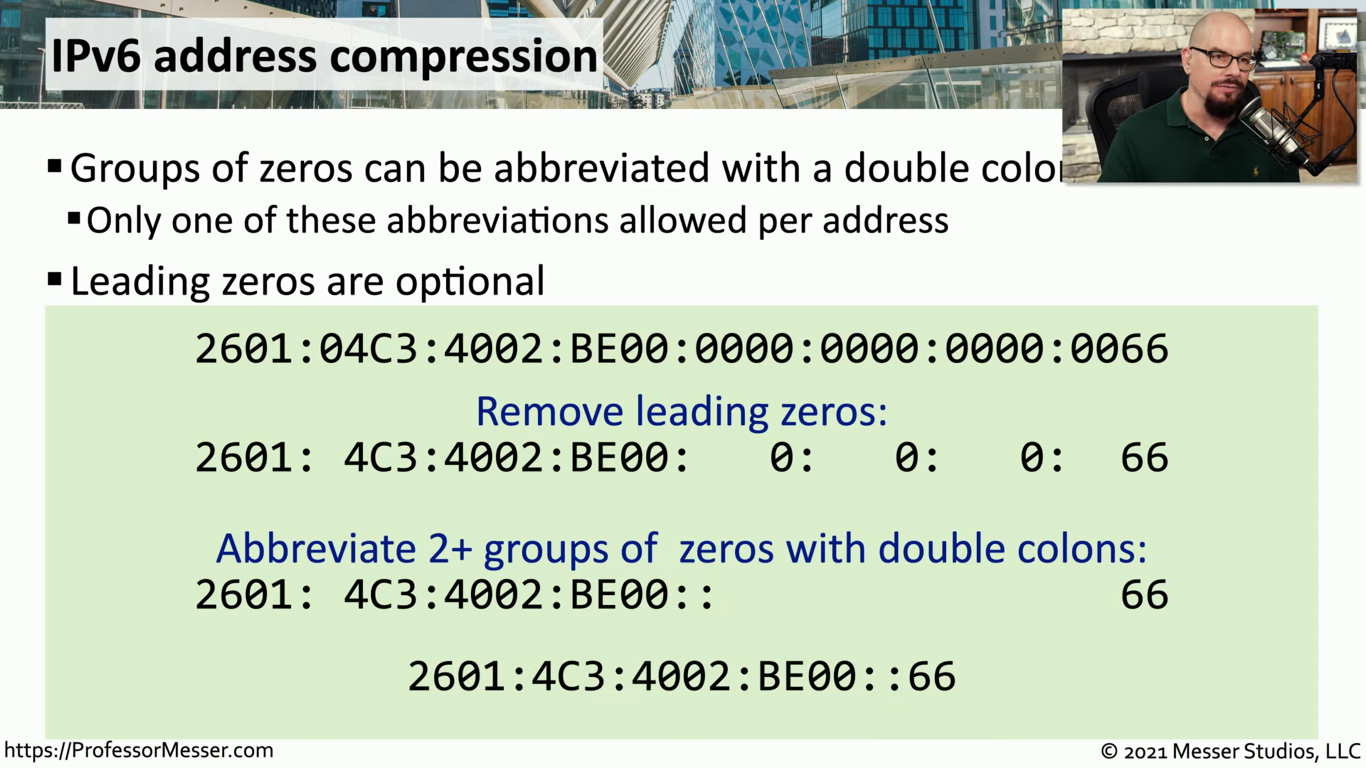 IPv6 address compression
▪Groups of zeros can be abbreviated with a double
▪Only one of these abbreviations allowed per address
▪Leading zeros are optional
2601:04C3:4002:BE00:0000:0000:0000:0066
Remove leading zeros:
2601: 4C3:4002:BE00: 0: 0: 0: 66
Abbreviate 2+ groups of zeros with double colons:
2601: 4C3:4002:BE00:: 66
2601:4C3:4002:BE00::66
https://ProfessorMesser.com
© 2021 Messer Studios, LLC